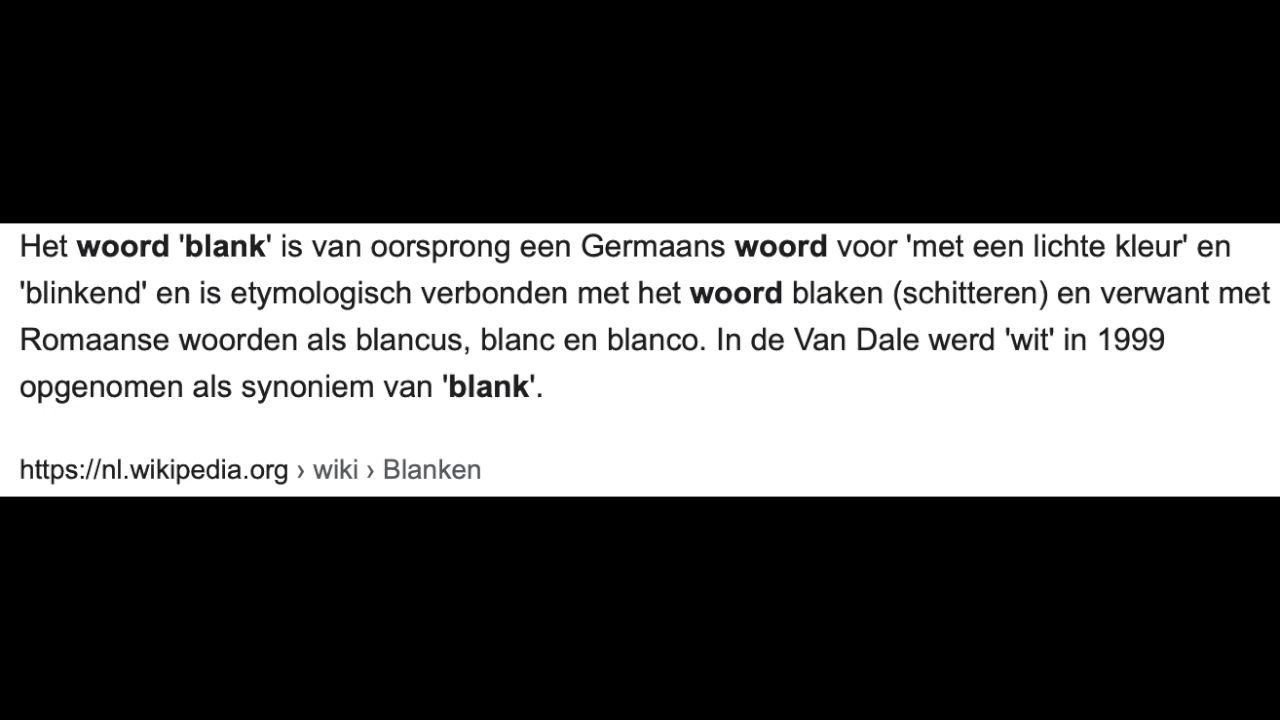 Het woord 'blank' is van oorsprong een Germaans woord voor 'met een lichte kleur' en
'blinkend' en is etymologisch verbonden met het woord blaken (schitteren) en verwant met
Romaanse woorden als blancus, blanc en blanco. In de Van Dale werd 'wit' in 1999
opgenomen als synoniem van 'blank'.
https://nl.wikipedia.org › wiki › Blanken